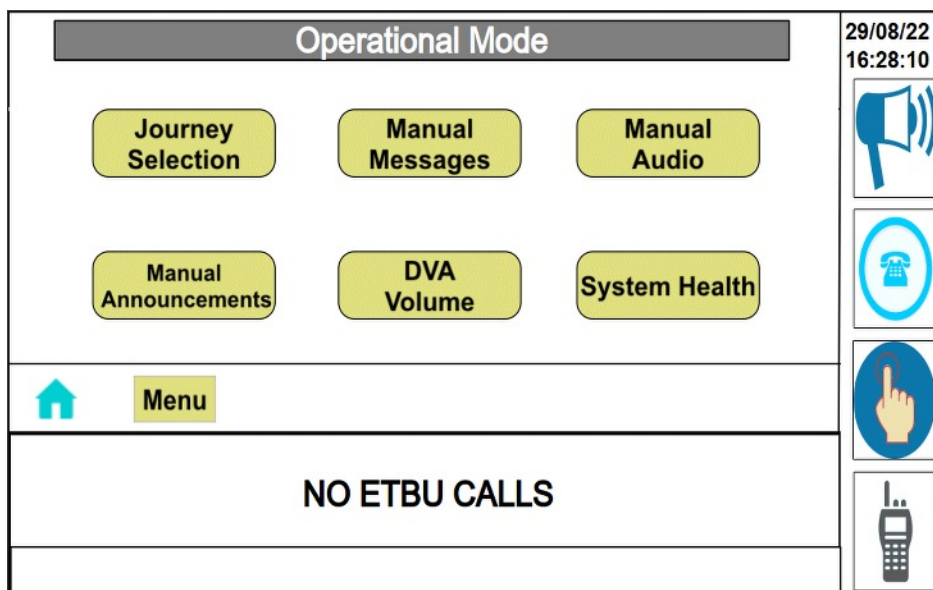 Operational Mode
29/08/22
16:28:10
Journey
Selection
Manual
Messages
Manual
Audio
Manual
Announcements
DVA
Volume
System Health
Menu
NO ETBU CALLS